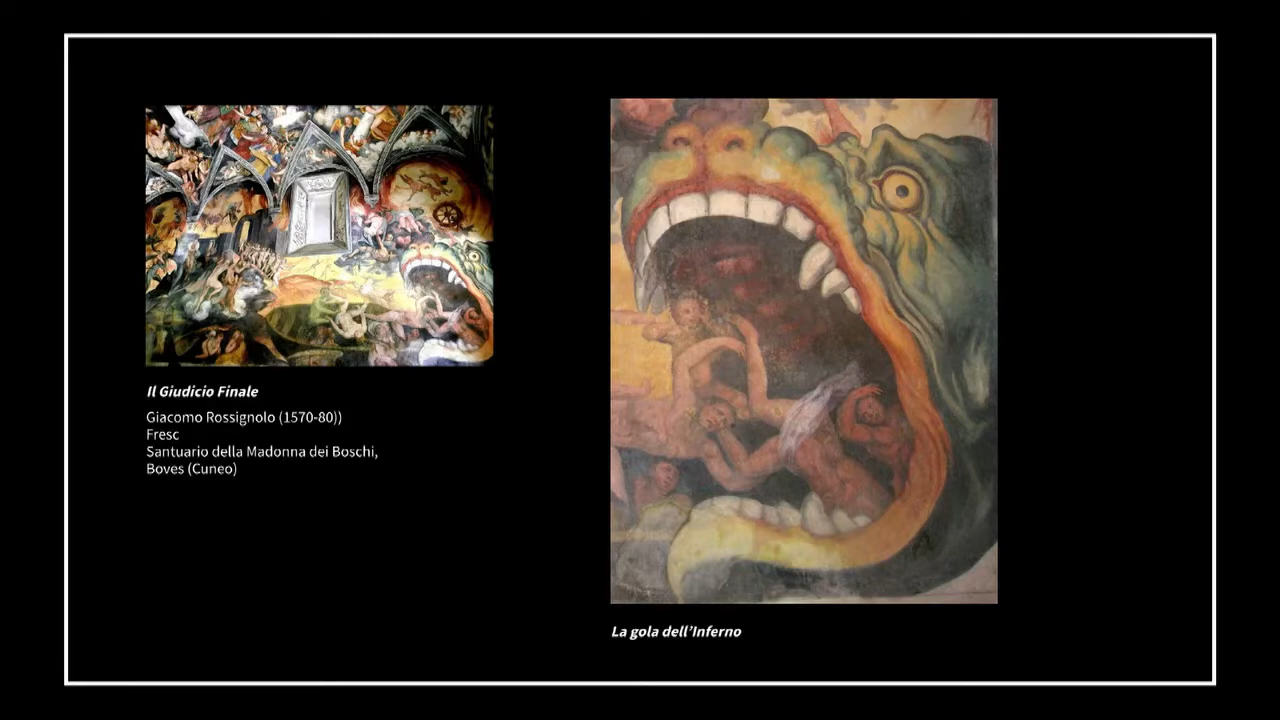 Il Giudicio Finale
Giacomo Rossignolo (1570-80))
Fresc
Santuario della Madonna dei Boschi,
Boves (Cuneo)
La gola dell’Inferno